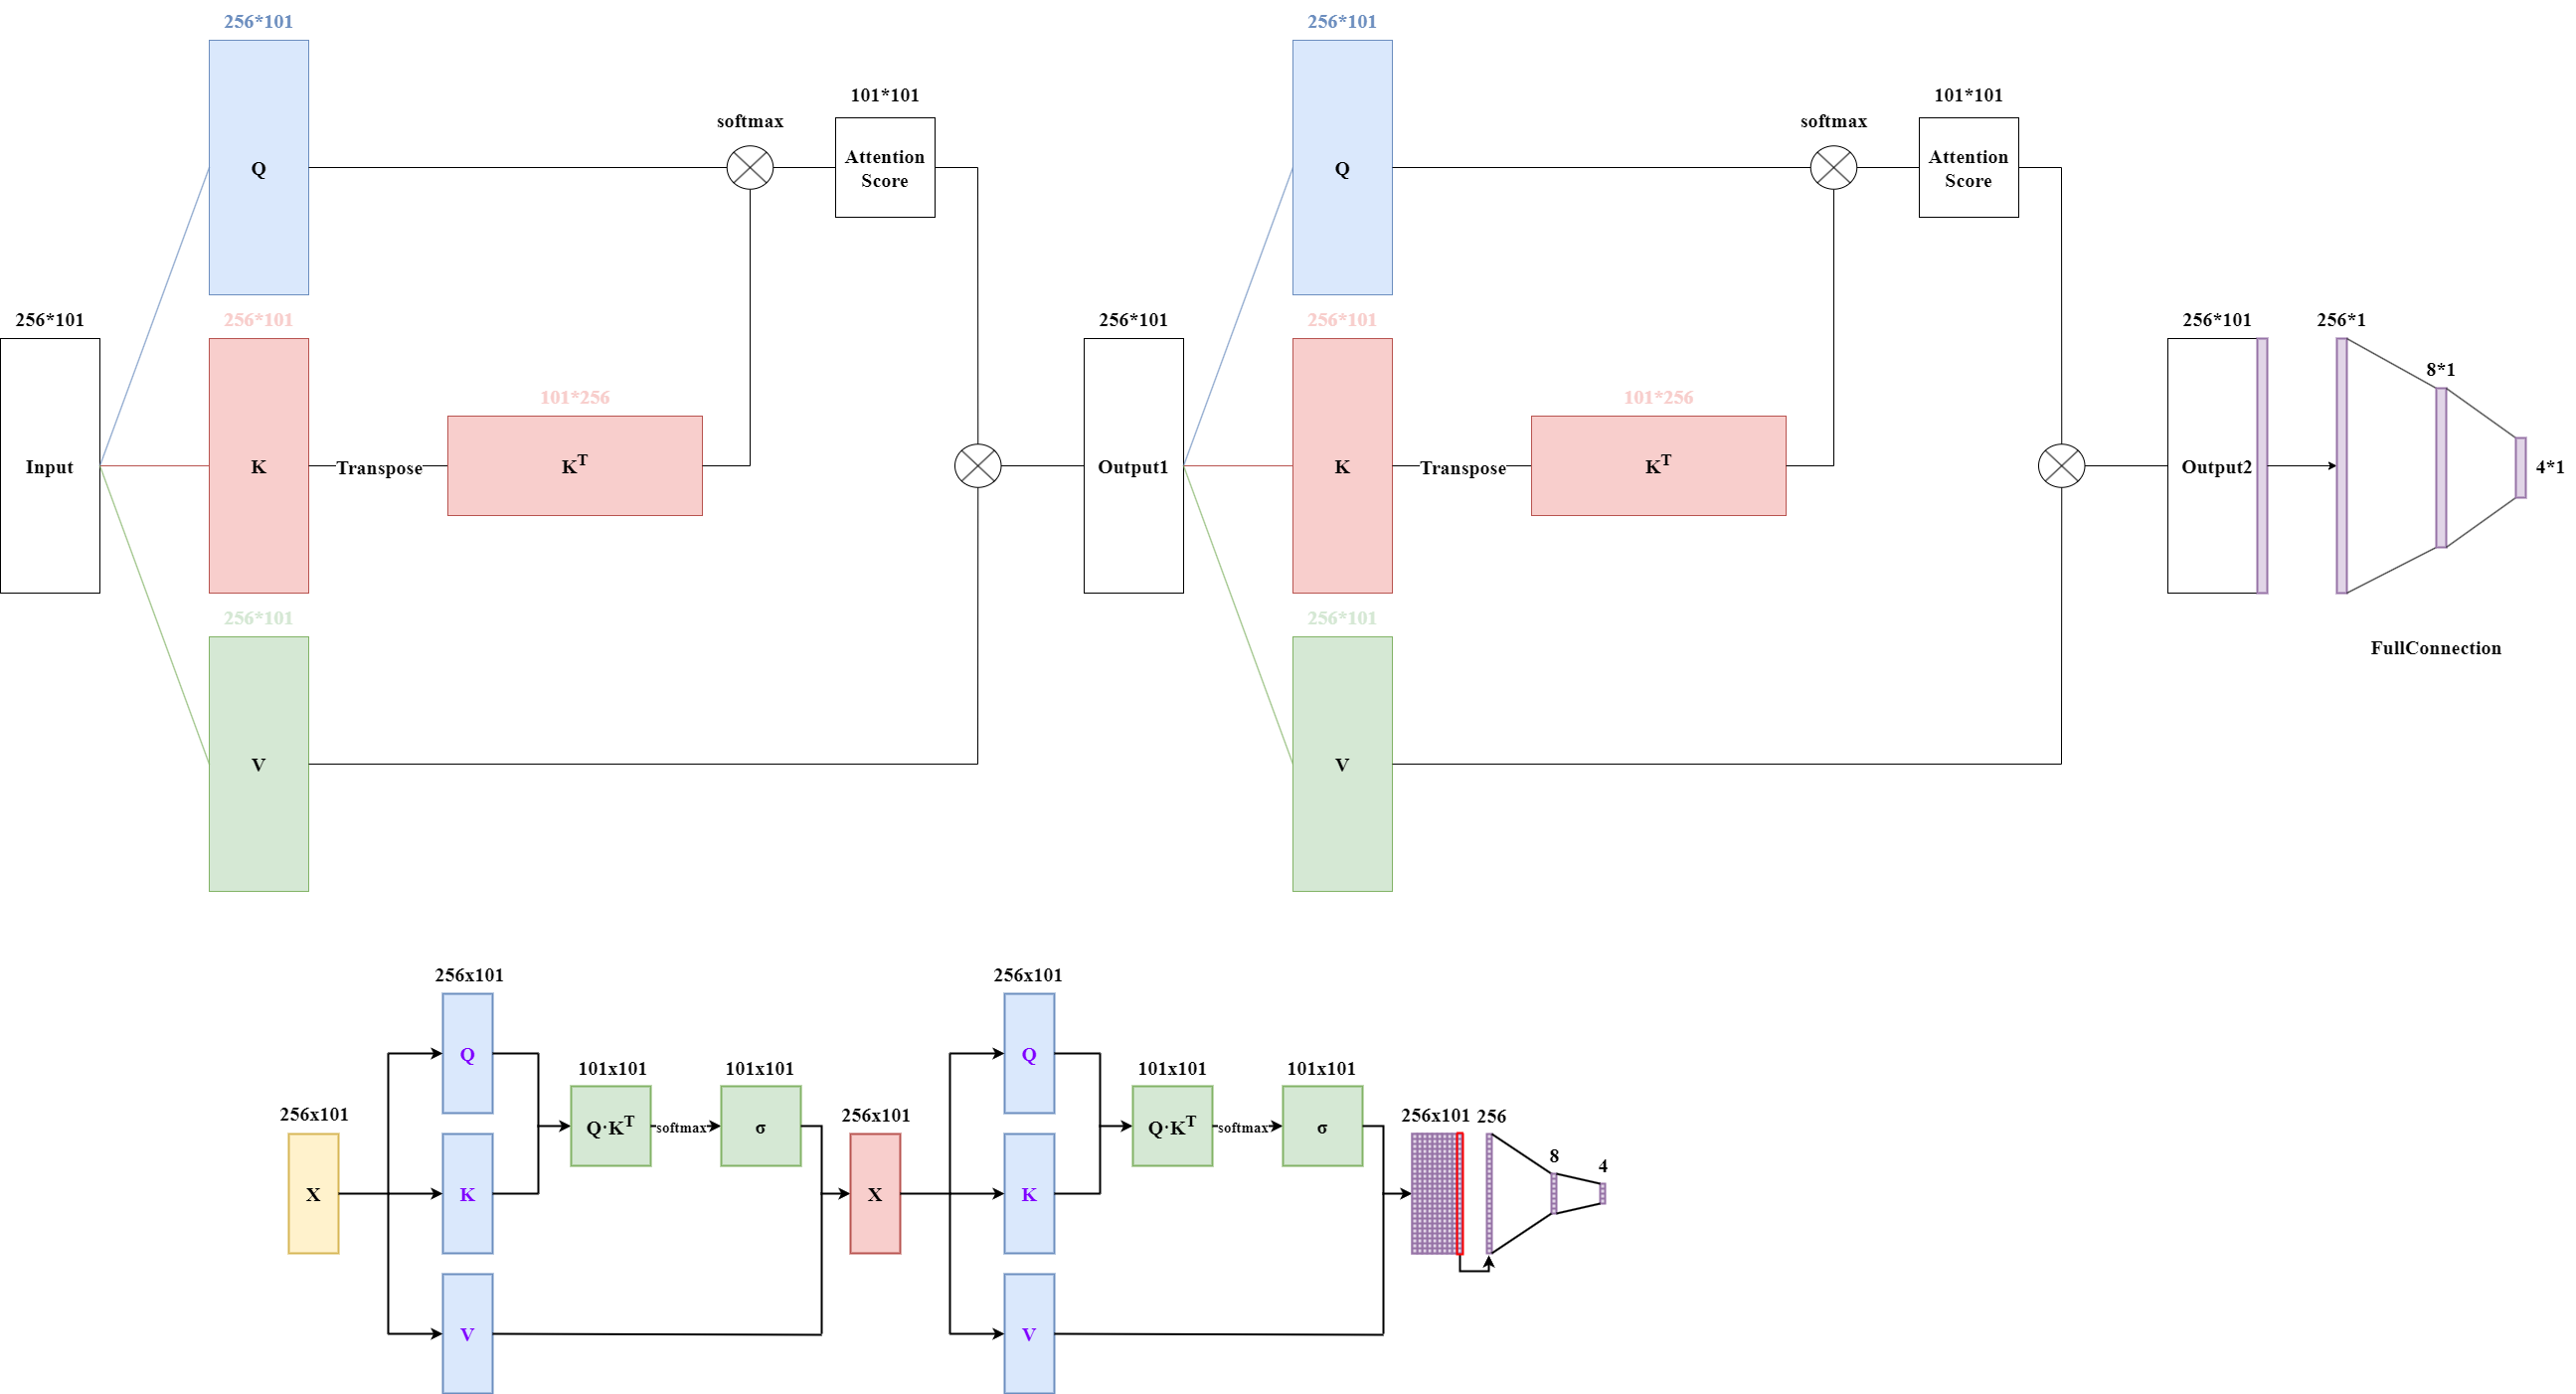 256*101
256*101
Q
Q
101*101
101*101
softmax
softmax
Attention
Score
Attention
Score
256*101
256*101
256*101
256*101
256*101
256*1
8*1
101*256
101*256
Input
K
Transpose
K^T
Output1
K
Transpose
K^T
Output2
4*1
256*101
256*101
FullConnection
V
V
256x101
256x101
Q
Q
101x101
101x101
101x101
101x101
256x101
256x101
256x101
256
Q·K^T
softmax
σ
Q·K^T
softmax
σ
8
4
X
K
X
K
V
V